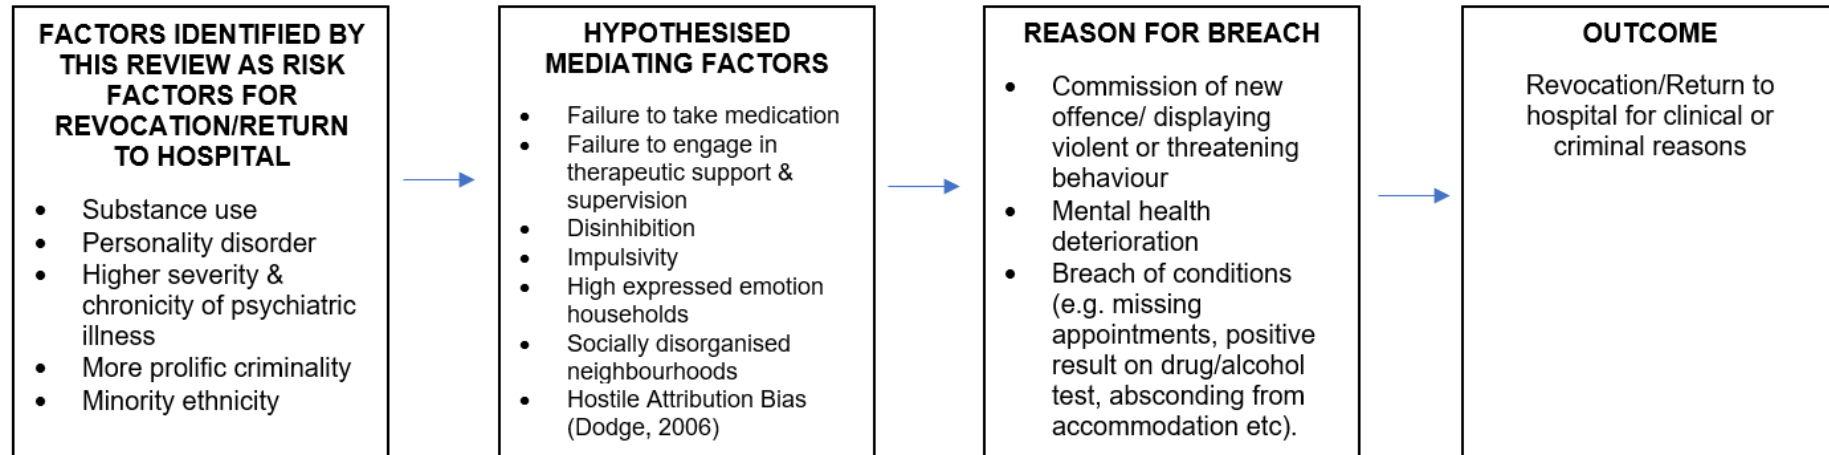 FACTORS IDENTIFIED BY
THIS REVIEW AS RISK
FACTORS FOR
REVOCATION/RETURN
TO HOSPITAL
• Substance use
• Personality disorder
• Higher severity &
chronicity of psychiatric
illness
• More prolific criminality
• Minority ethnicity
HYPOTHESISED
MEDIATING FACTORS
• Failure to take medication
• Failure to engage in
therapeutic support &
supervision
• Disinhibition
• Impulsivity
• High expressed emotion
households
• Socially disorganised
neighbourhoods
• Hostile Attribution Bias
(Dodge, 2006)
REASON FOR BREACH
• Commission of new
offence/ displaying
violent or threatening
behaviour
• Mental health
deterioration
• Breach of conditions
(e.g. missing
appointments, positive
result on drug/alcohol
test, absconding from
accommodation etc).
OUTCOME
Revocation/Return to
hospital for clinical or
criminal reasons